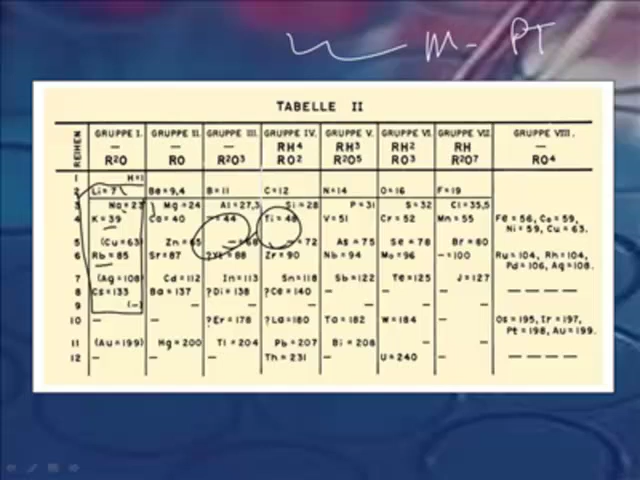 M- PT
TABELLE II
REIHEN GRUPPE I. GRUPPE II. GRUPPE III. GRUPPE IV. GRUPPE V. GRUPPE VI. GRUPPE VII. GRUPPE VIII.
— — — RH⁴ RH³ RH² RH —
R²O RO R²O³ RO² R²O⁵ RO³ R²O⁷ RO⁴
1 H=1
2 Li=7 Be=9,4 B=11 C=12 N=14 O=16 F=19
3 Na=23 Mg=24 Al=27,3 Si=28 P=31 S=32 Cl=35,5
4 K=39 Ca=40 —=44 Ti=48 V=51 Cr=52 Mn=55 Fe=56, Co=59,
Ni=59, Cu=63.
5 (Cu=63) Zn=65 —=68 —=72 As=75 Se=78 Br=80
6 Rb=85 Sr=87 ?Yt=88 Zr=90 Nb=94 Mo=96 —=100 Ru=104, Rh=104,
Pd=106, Ag=108.
7 (Ag=108) Cd=112 In=113 Sn=118 Sb=122 Te=125 J=127
8 Cs=133 Ba=137 ?Di=138 ?Ce=140 — — — — — — —
9 (—) — — — — — —
10 — — ?Er=178 ?La=180 Ta=182 W=184 — Os=195, Ir=197,
Pt=198, Au=199.
11 (Au=199) Hg=200 Tl=204 Pb=207 Bi=208 — —
12 — — — Th=231 — U=240 — — — — —